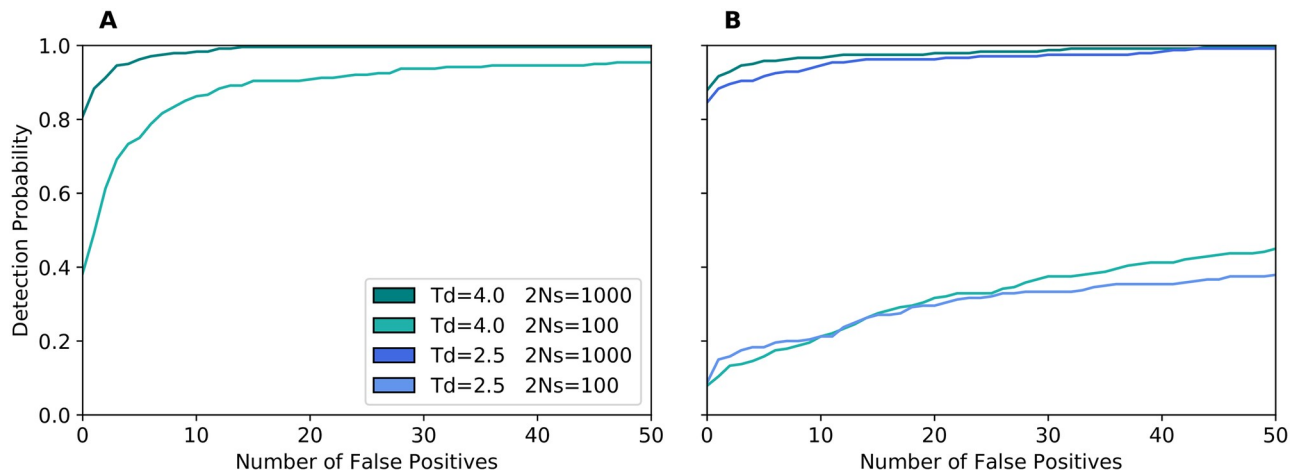 A
B
1.0
0.8
0.6
0.4
0.2
0.0
Detection Probability
Td=4.0 2Ns=1000
Td=4.0 2Ns=100
Td=2.5 2Ns=1000
Td=2.5 2Ns=100
0 10 20 30 40 50
Number of False Positives
0 10 20 30 40 50
Number of False Positives